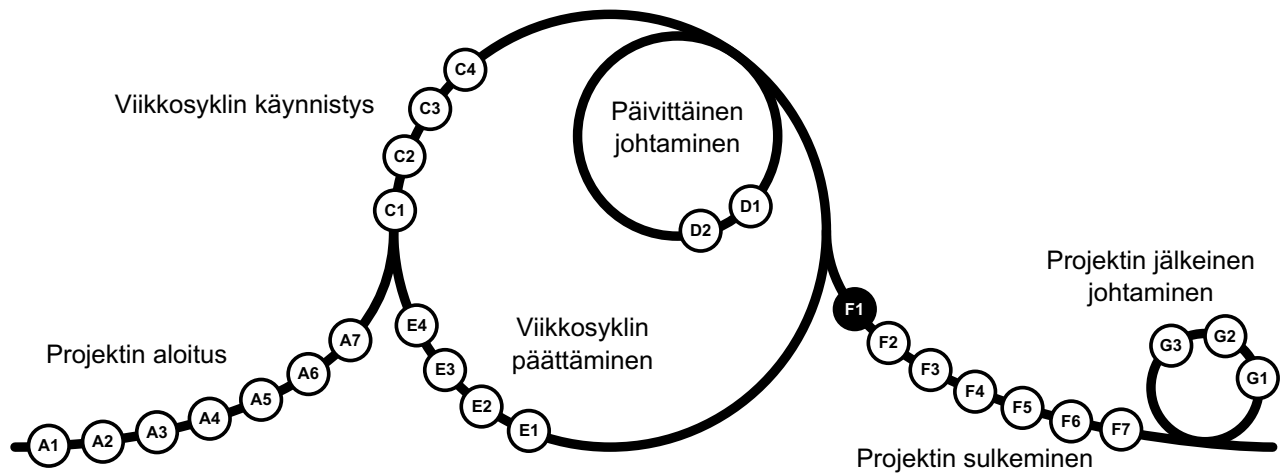 Projektin aloitus
A1
A2
A3
A4
A5
A6
A7
Viikkosyklin käynnistys
C1
C2
C3
C4
Päivittäinen
johtaminen
D1
D2
Viikkosyklin
päättäminen
E1
E2
E3
E4
F1
F2
F3
F4
F5
F6
F7
Projektin sulkeminen
Projektin jälkeinen
johtaminen
G1
G2
G3